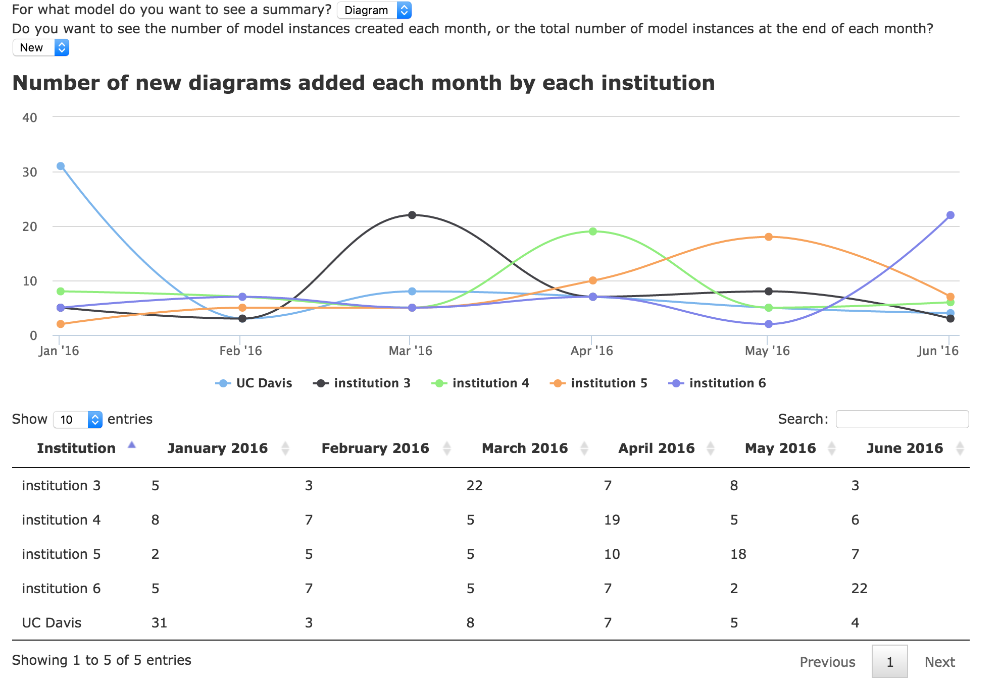 For what model do you want to see a summary? Diagram
Do you want to see the number of model instances created each month, or the total number of model instances at the end of each month?
New
Number of new diagrams added each month by each institution
40
30
20
10
0
Jan '16 Feb '16 Mar '16 Apr '16 May '16 Jun '16
UC Davis institution 3 institution 4 institution 5 institution 6
Show 10 entries Search:
Institution January 2016 February 2016 March 2016 April 2016 May 2016 June 2016
institution 3 5 3 22 7 8 3
institution 4 8 7 5 19 5 6
institution 5 2 5 5 10 18 7
institution 6 5 7 5 7 2 22
UC Davis 31 3 8 7 5 4
Showing 1 to 5 of 5 entries Previous 1 Next